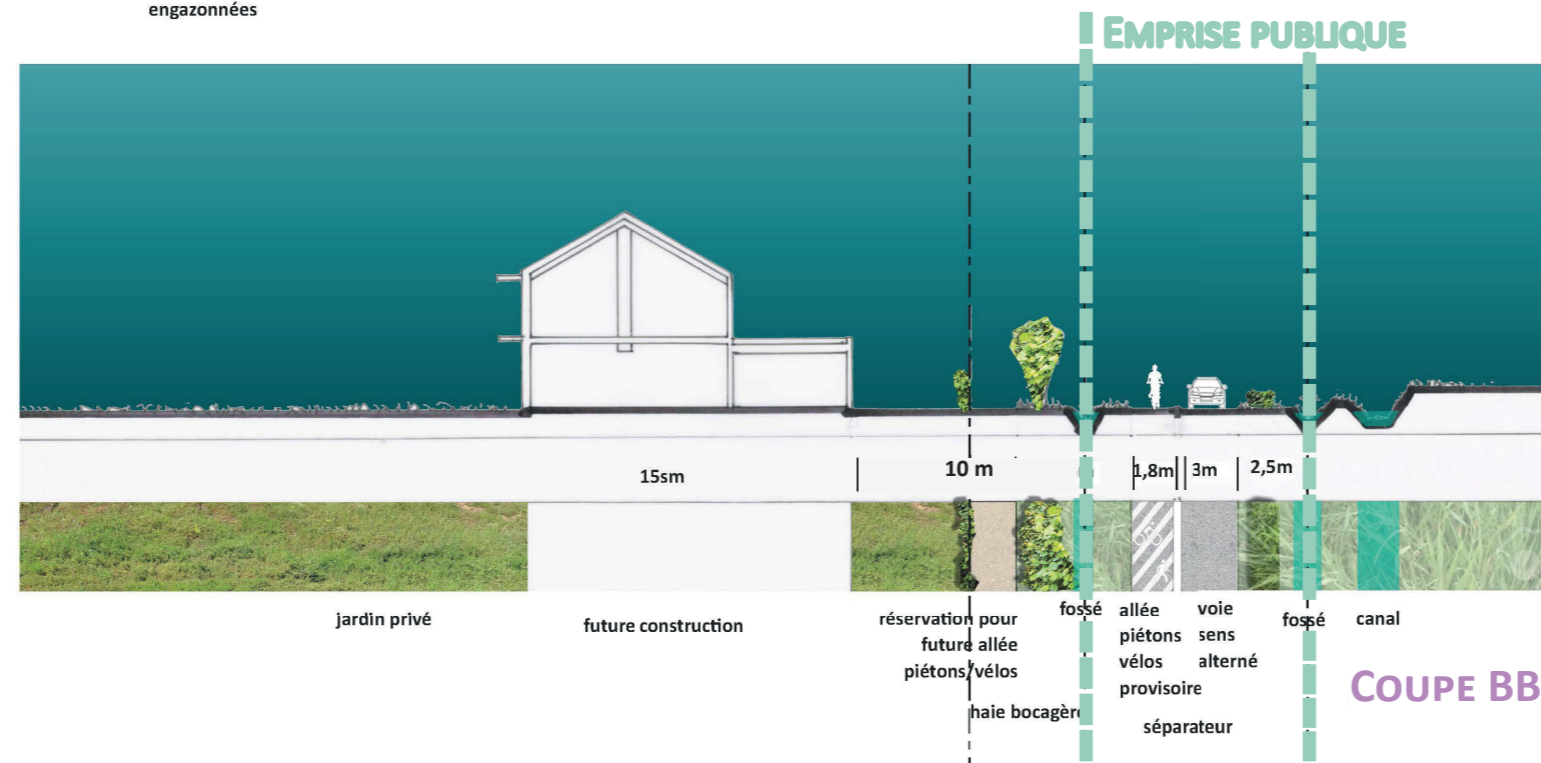 engazonnées
EMPRISE PUBLIQUE
15sm
10 m
1,8m
3m
2,5m
jardin privé
future construction
réservation pour
future allée
piétons/vélos
haie bocagère
fossé
allée
piétons
vélos
provisoire
voie
sens
alterné
séparateur
fossé
canal
COUPE BB